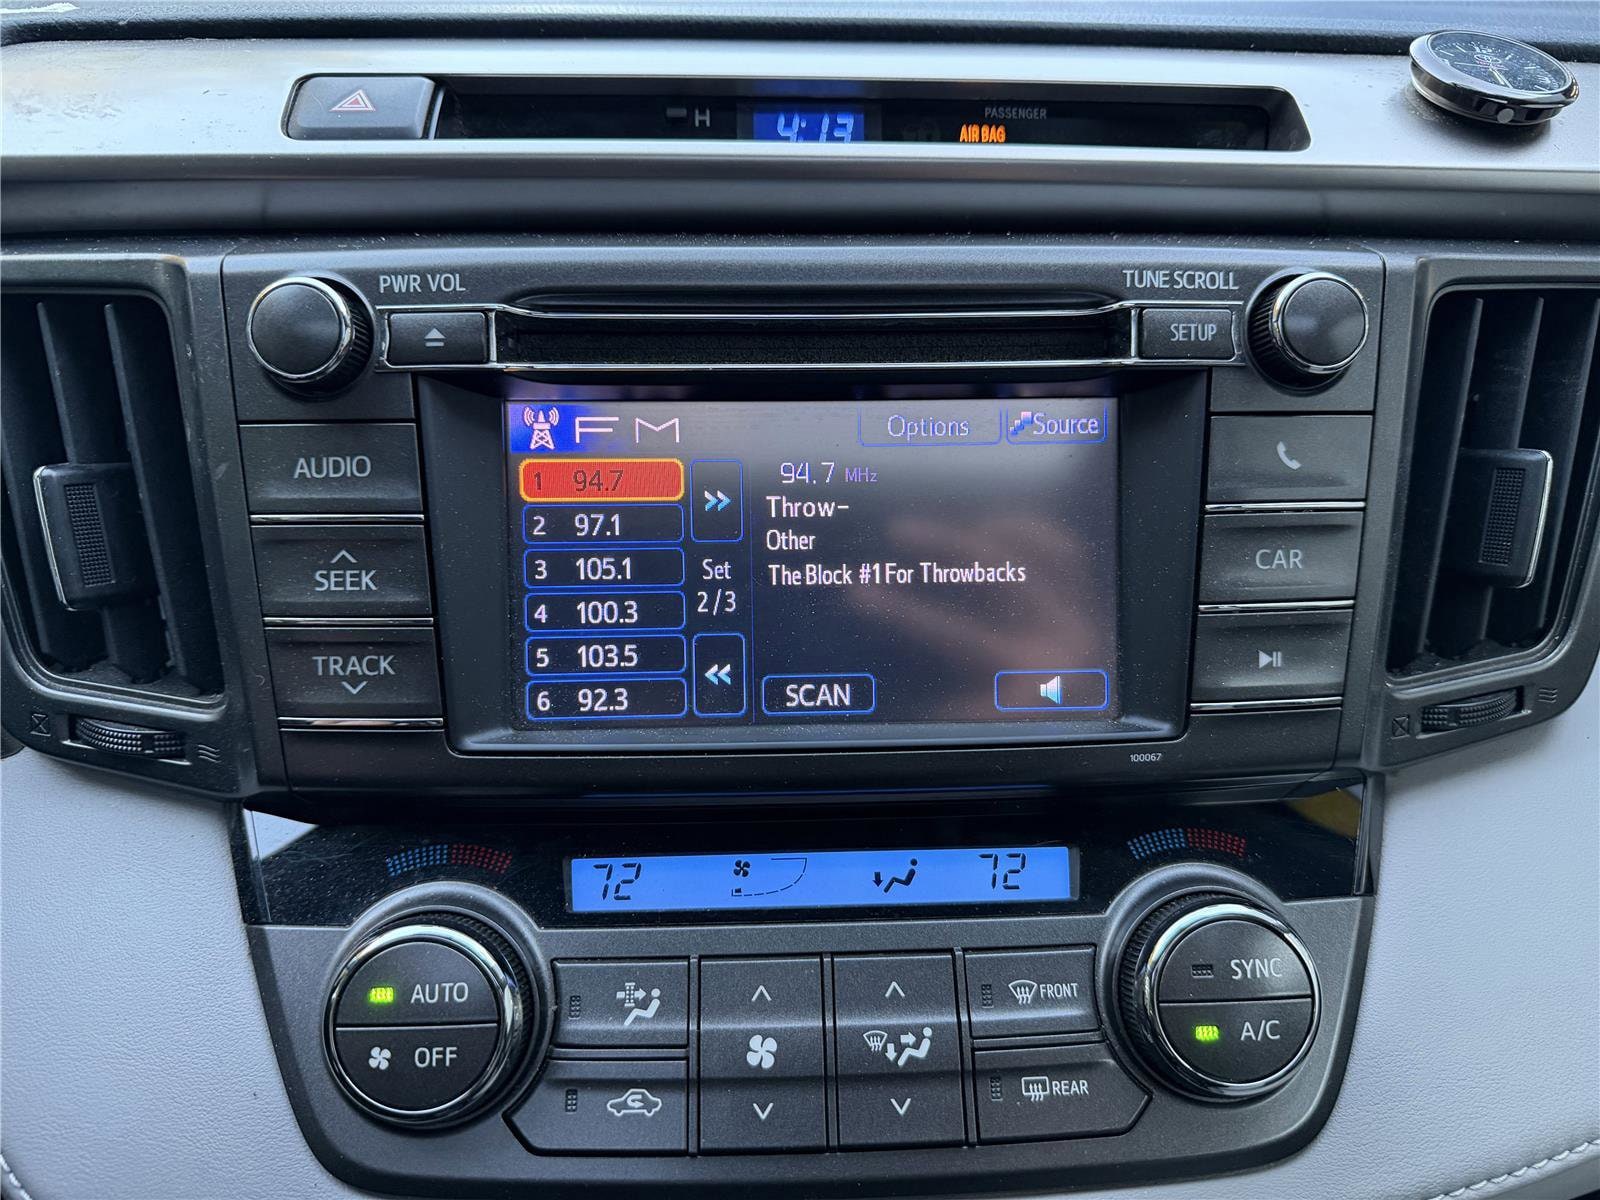 H 4:13 PASSENGER
AIR BAG
PWR VOL
TUNE SCROLL
SETUP
FM Options Source
AUDIO
SEEK
TRACK
1 94.7
2 97.1
3 105.1
4 100.3
5 103.5
6 92.3
Set
2/3
94.7 MHz
Throw-
Other
The Block #1 For Throwbacks
SCAN
CAR
100067
72 72
AUTO
OFF
FRONT
REAR
SYNC
A/C